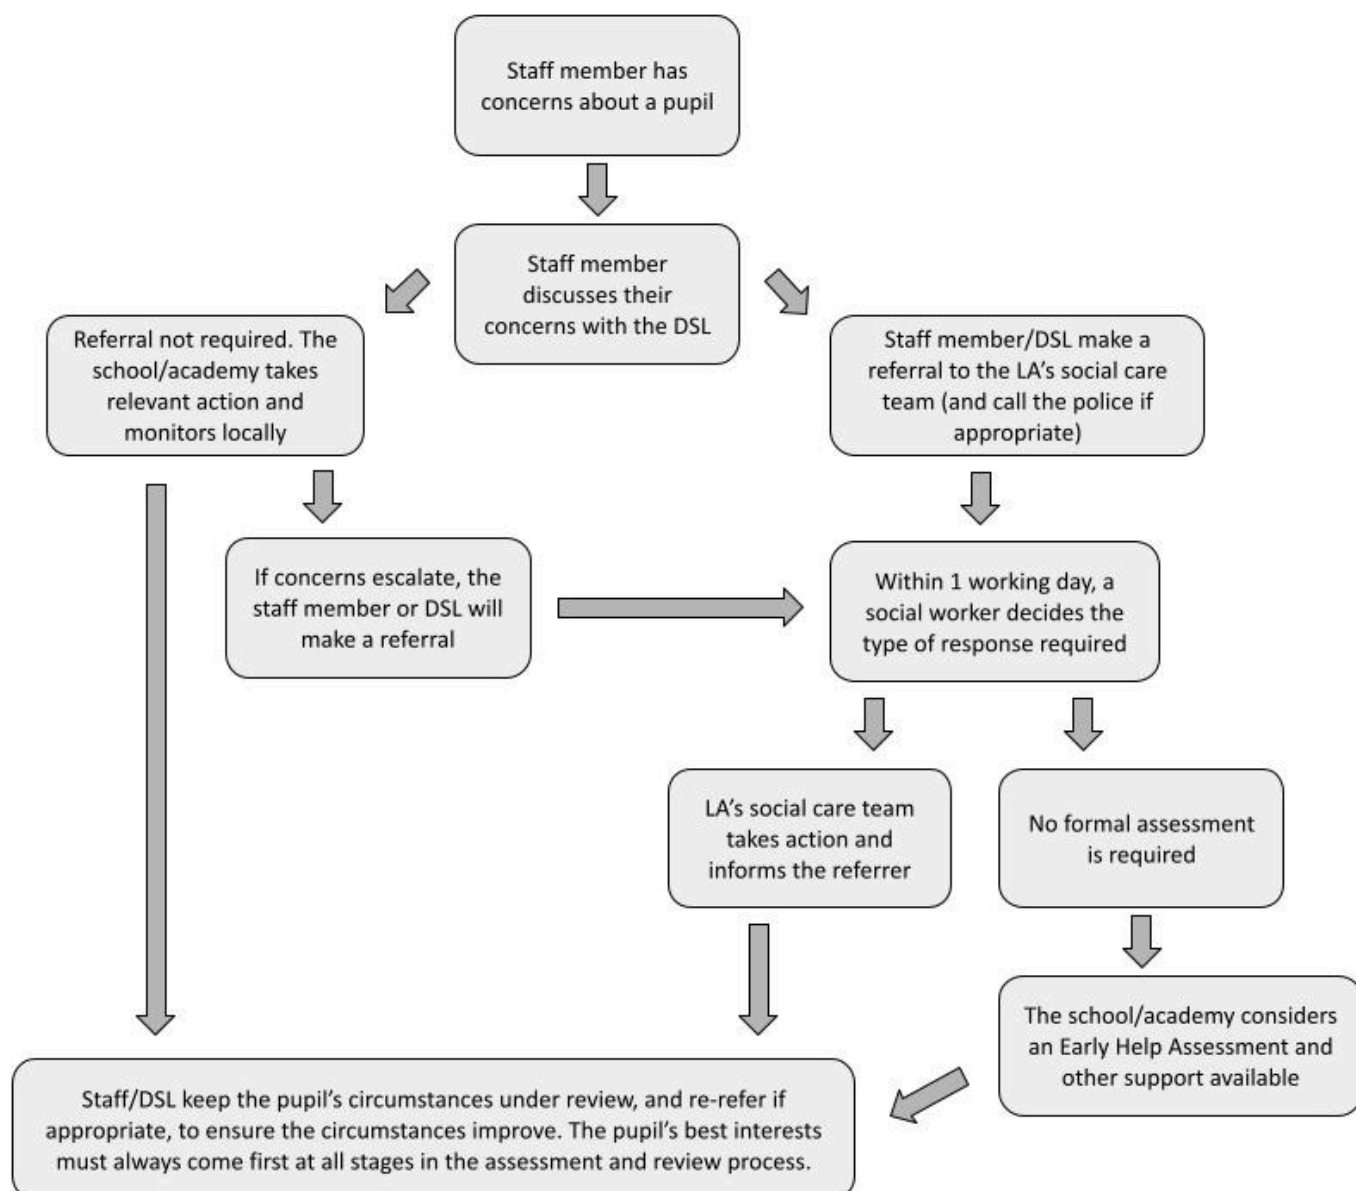 Staff member has
concerns about a pupil
Staff member
discusses their
concerns with the DSL
Referral not required. The
school/academy takes
relevant action and
monitors locally
Staff member/DSL make a
referral to the LA’s social care
team (and call the police if
appropriate)
If concerns escalate, the
staff member or DSL will
make a referral
Within 1 working day, a
social worker decides the
type of response required
LA’s social care team
takes action and
informs the referrer
No formal assessment
is required
The school/academy considers
an Early Help Assessment and
other support available
Staff/DSL keep the pupil’s circumstances under review, and re-refer if
appropriate, to ensure the circumstances improve. The pupil’s best interests
must always come first at all stages in the assessment and review process.